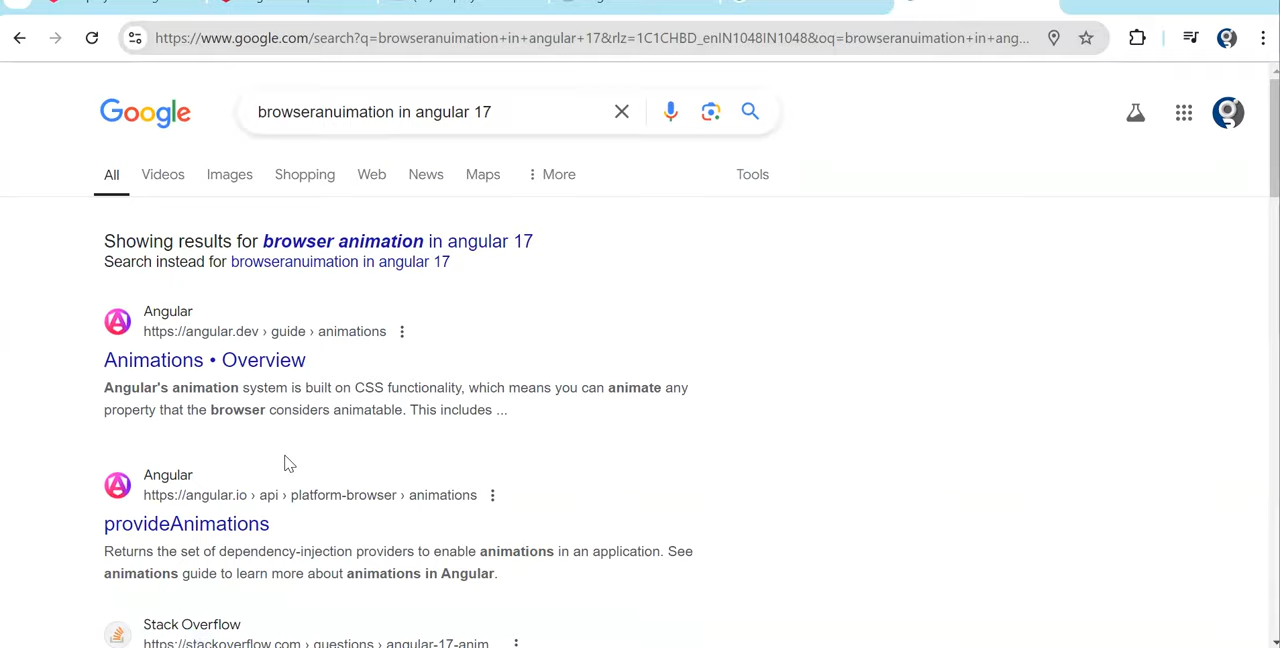 https://www.google.com/search?q=browseranuimation+in+angular+17&rlz=1C1CHBD_enIN1048IN1048&oq=browseranuimation+in+ang...
Google
browseranuimation in angular 17
All Videos Images Shopping Web News Maps More Tools
Showing results for browser animation in angular 17
Search instead for browseranuimation in angular 17
Angular
https://angular.dev › guide › animations
Animations • Overview
Angular's animation system is built on CSS functionality, which means you can animate any
property that the browser considers animatable. This includes ...
Angular
https://angular.io › api › platform-browser › animations
provideAnimations
Returns the set of dependency-injection providers to enable animations in an application. See
animations guide to learn more about animations in Angular.
Stack Overflow
https://stackoverflow.com › questions › angular-17-anim...